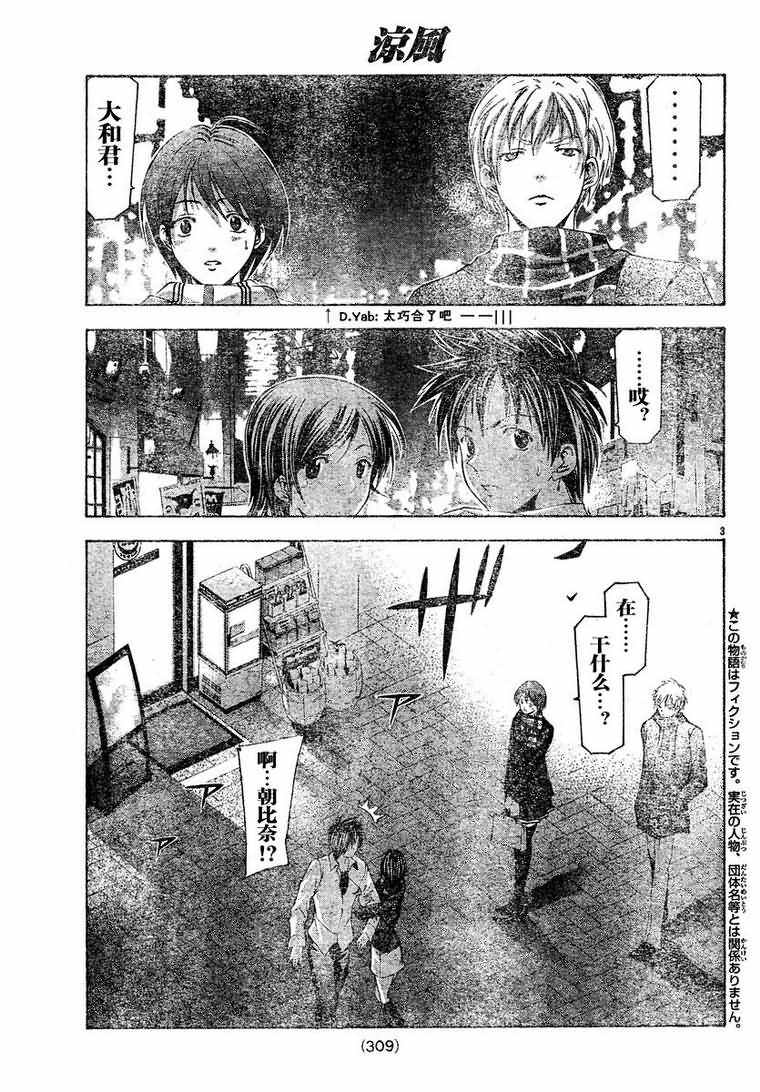 涼風
………
大和君…
↑ D.Yab: 太巧合了吧 — —|||
……哎?
3
在……
干什么…?
啊…朝比奈!?
★この物語はフィクションです。実在の人物、団体名等とは関係ありません。
(309)